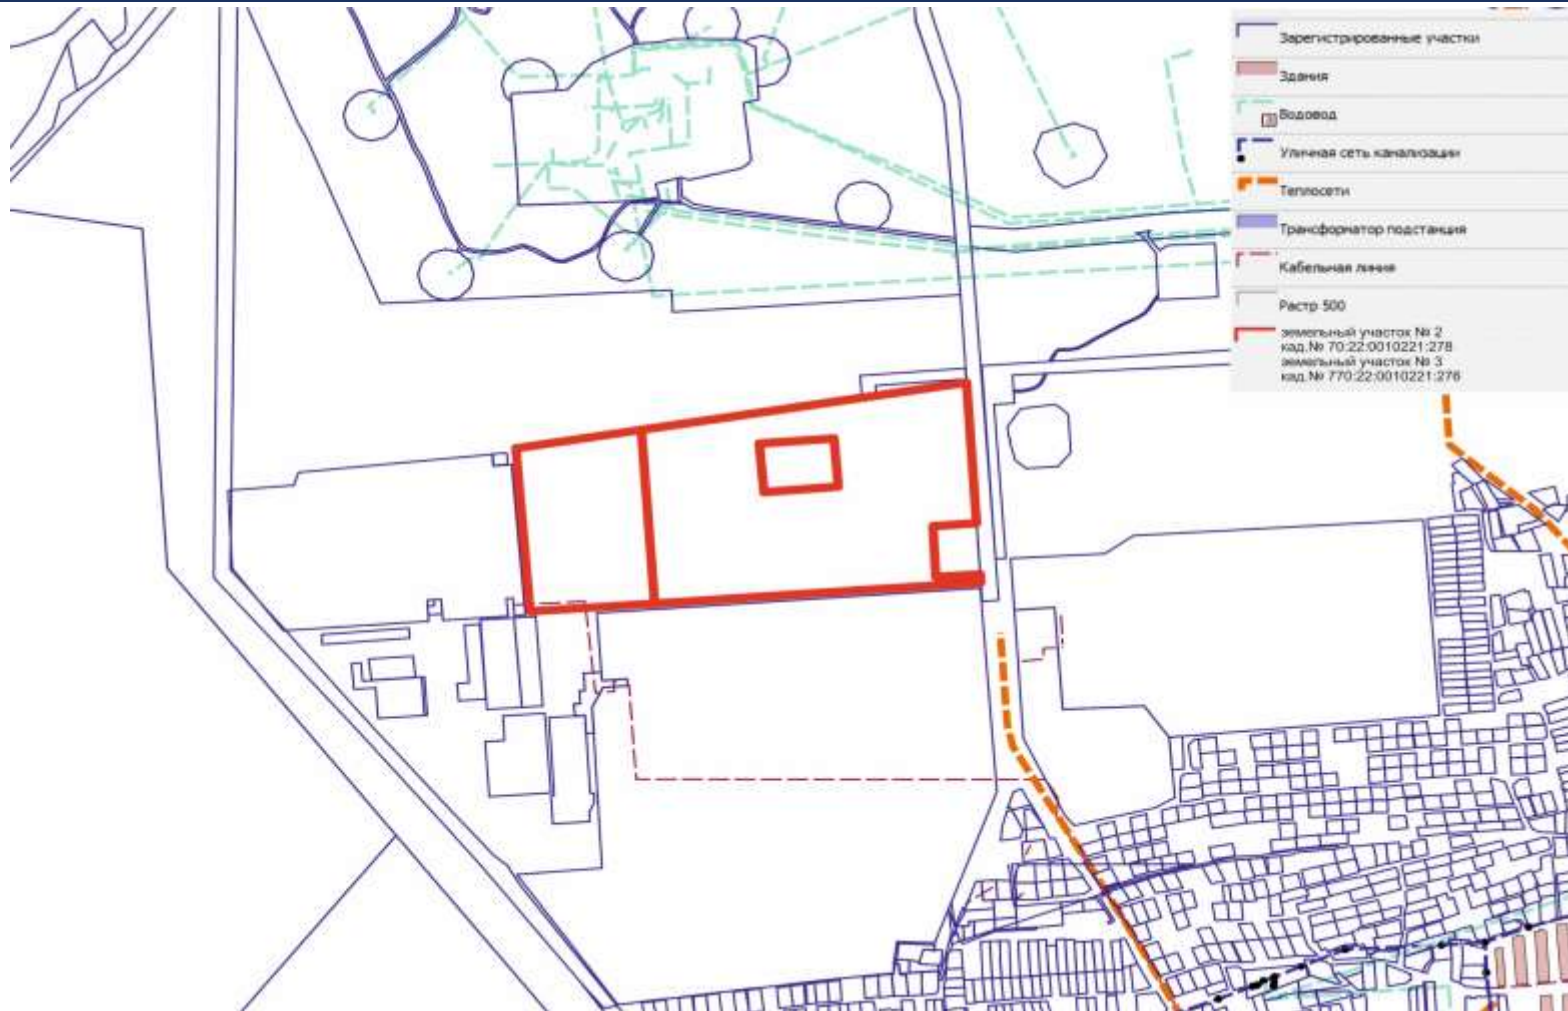 Зарегистрированные участки
Здания
Водовод
Уличная сеть канализации
Теплосети
Трансформатор подстанция
Кабельная линия
Растр 500
земельный участок № 2
кад.№ 70:22:0010221:278
земельный участок № 3
кад.№ 770:22:0010221:276